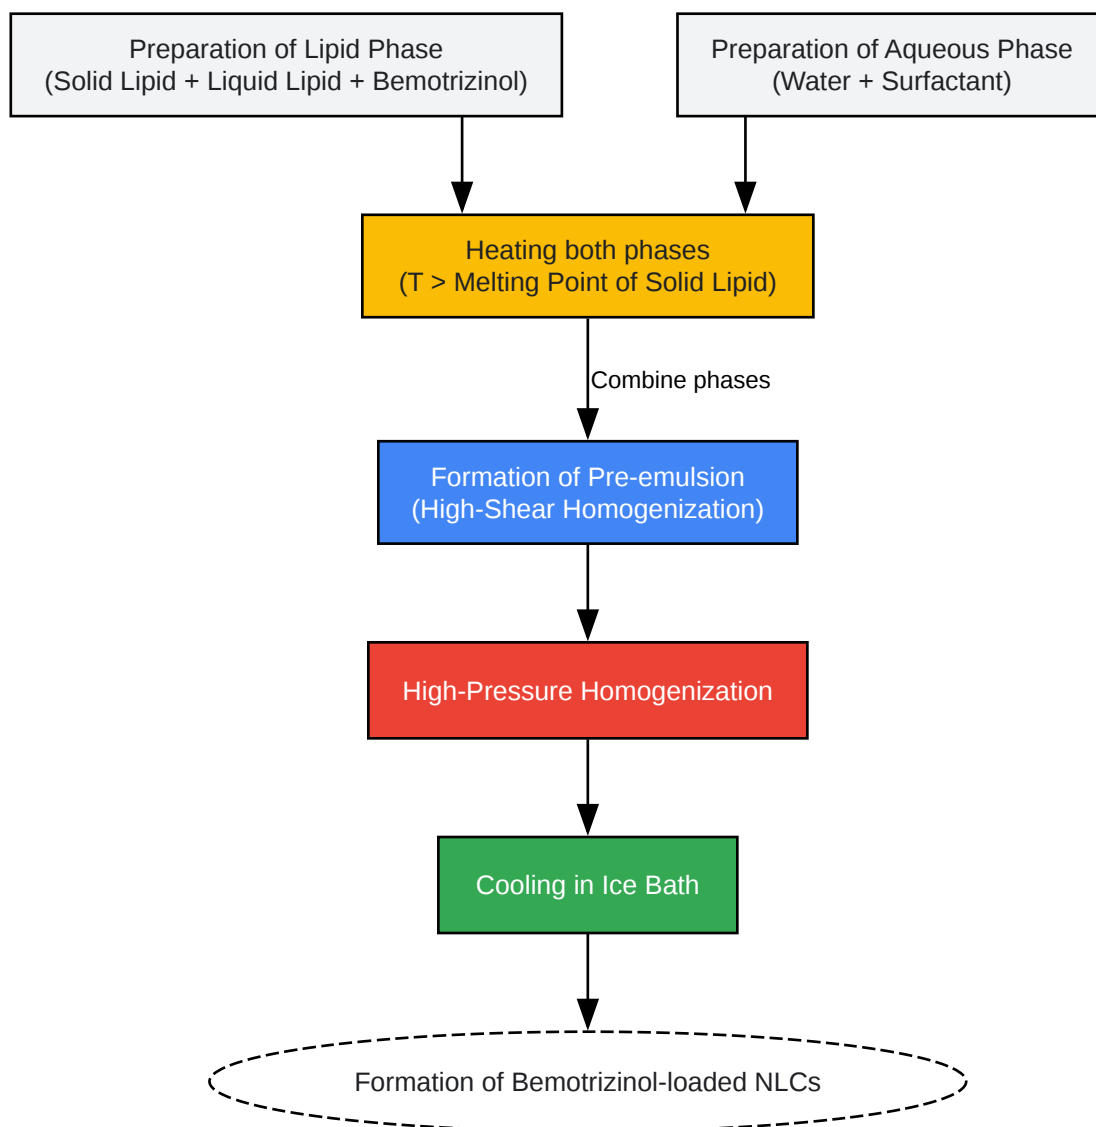 Preparation of Lipid Phase
(Solid Lipid + Liquid Lipid + Bemotrizinol)
Preparation of Aqueous Phase
(Water + Surfactant)
Heating both phases
(T > Melting Point of Solid Lipid)
Combine phases
Formation of Pre-emulsion
(High-Shear Homogenization)
High-Pressure Homogenization
Cooling in Ice Bath
Formation of Bemotrizinol-loaded NLCs